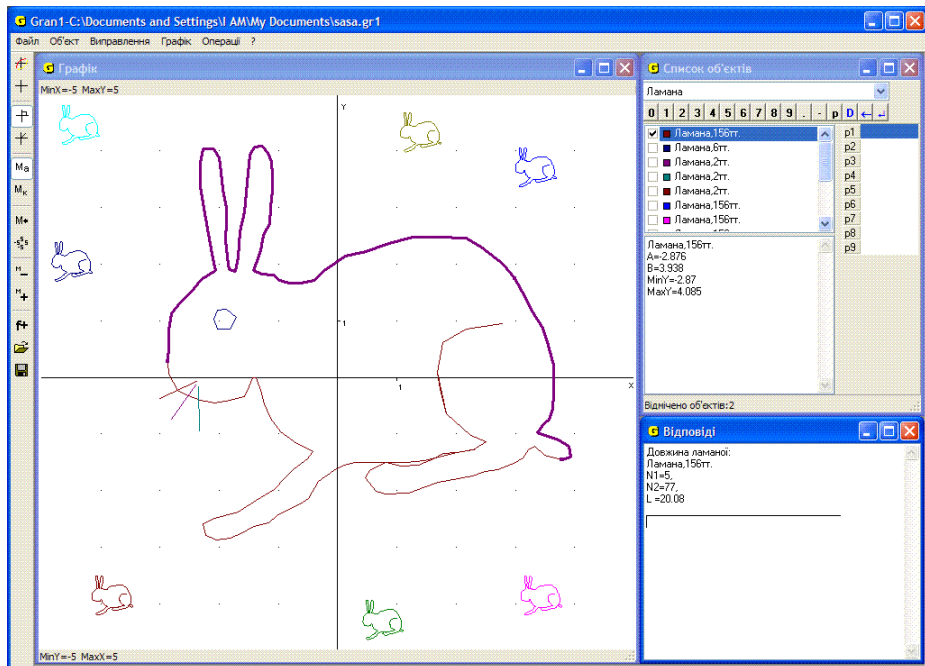 Gran1-C:\Documents and Settings\I AM\My Documents\sasa.gr1
Файл Об'єкт Виправлення Графік Операції ?
Графік
MinX=-5 MaxY=5
Y
1
1
X
MinY=-5 MaxX=5
Список об'єктів
Ламана
0 1 2 3 4 5 6 7 8 9 . - p D
Ламана,156тт.
Ламана,6тт.
Ламана,2тт.
Ламана,2тт.
Ламана,2тт.
Ламана,156тт.
Ламана,156тт.
p1
p2
p3
p4
p5
p6
p7
p8
p9
Ламана,156тт.
A=-2.876
B=3.938
MinY=-2.87
MaxY=4.085
Відмічено об'єктів:2
Відповіді
Довжина ламаної:
Ламана,156тт.
N1=5,
N2=77,
L =20.08